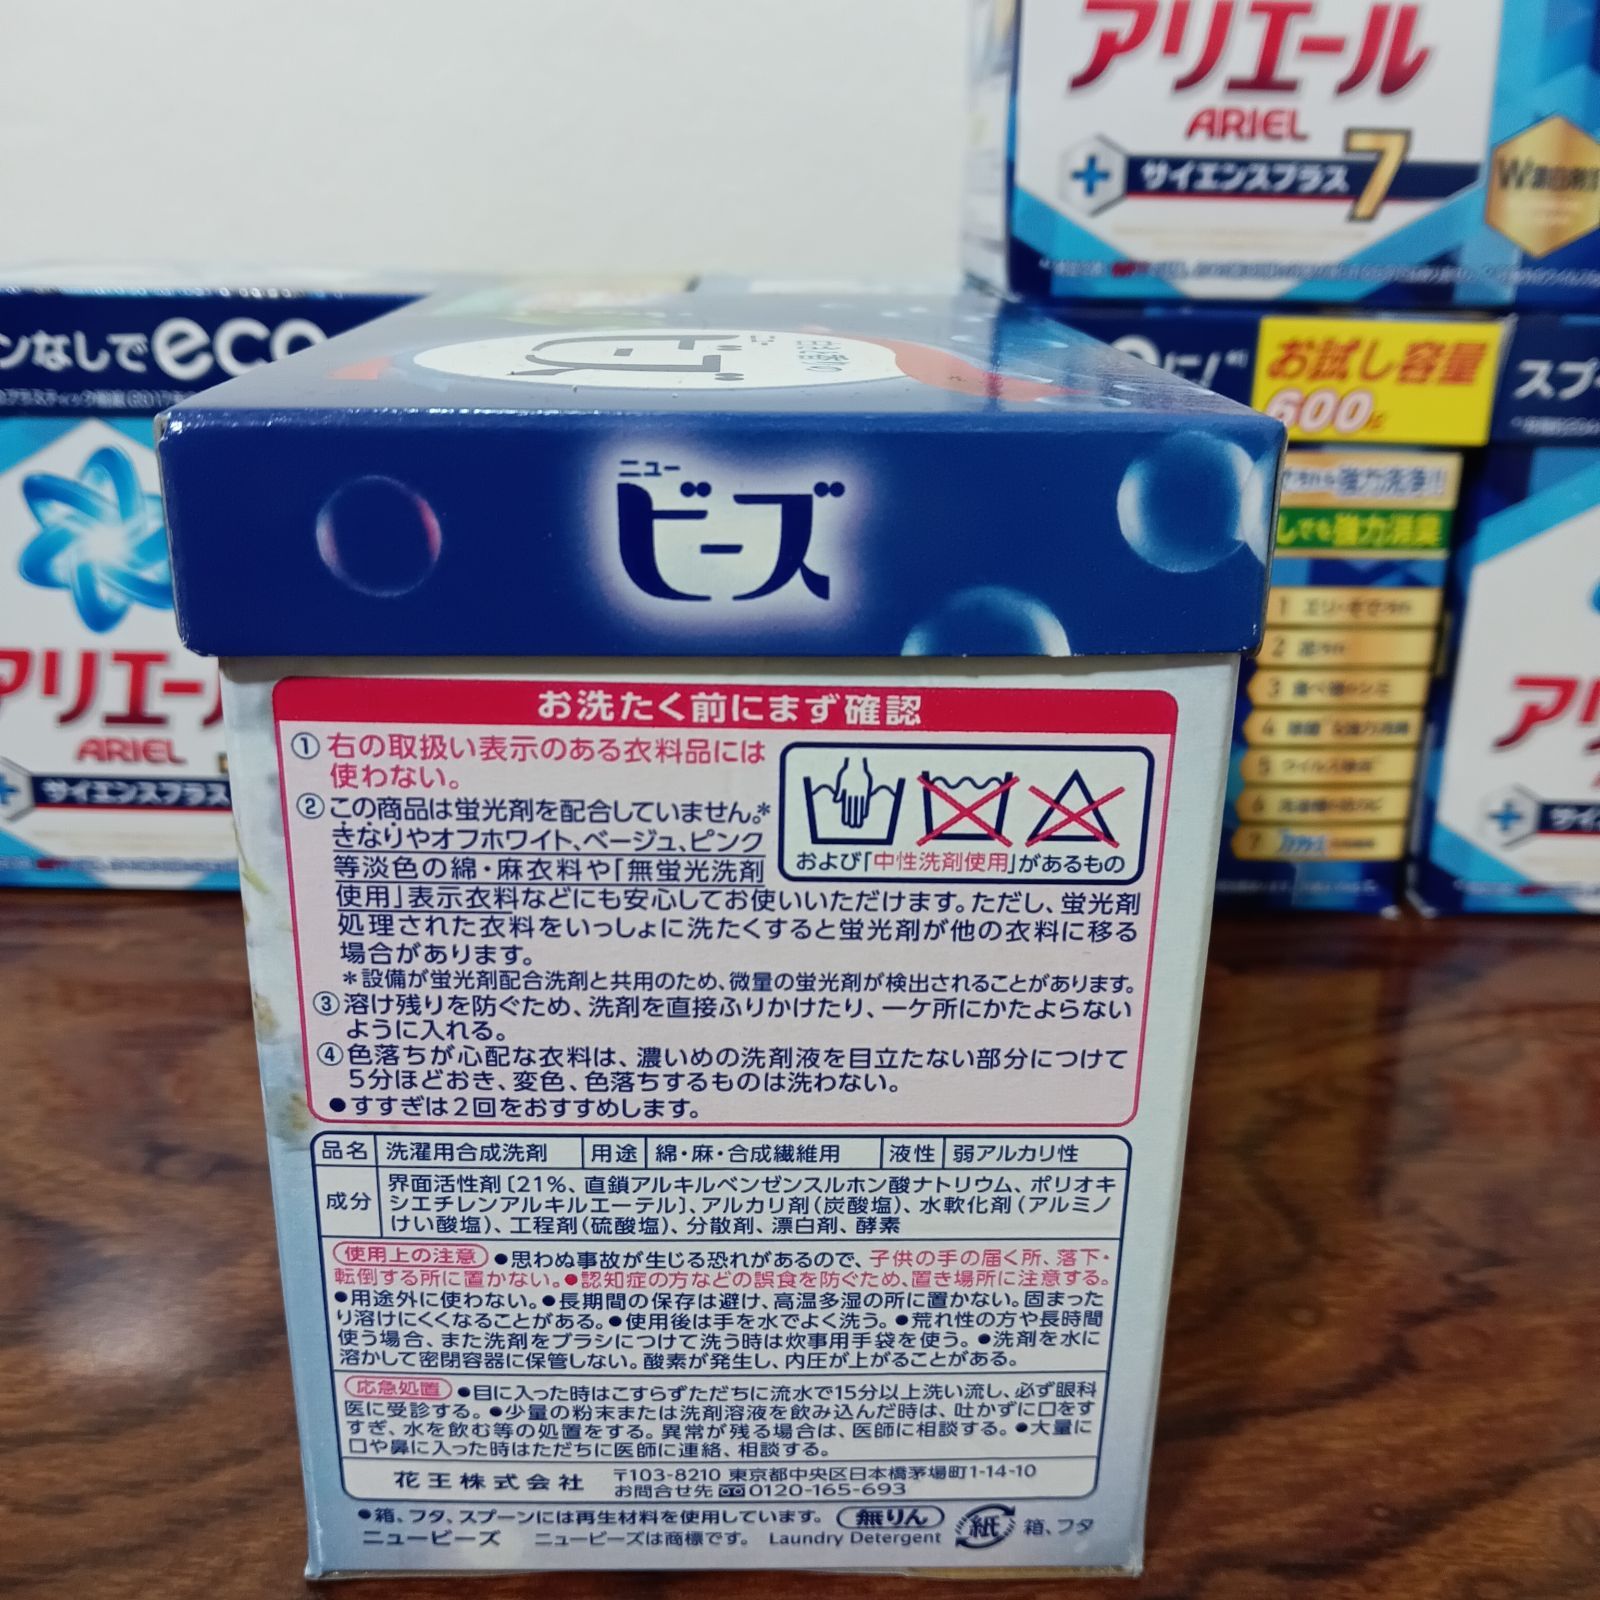 アリエール
ARIEL
サイエンスプラス7
ンなしでeco
お試し容量
600
スプ
ニュー
ビーズ
強力洗浄!!
しでも強力消臭
アリエール
ARIEL
サイエンスプラス
お洗たく前にまず確認
①右の取扱い表示のある衣料品には
使わない。
および「中性洗剤使用」があるもの
②この商品は蛍光剤を配合していません。*
きなりやオフホワイト、ベージュ、ピンク
等淡色の綿・麻衣料や「無蛍光洗剤
使用」表示衣料などにも安心してお使いいただけます。ただし、蛍光剤
処理された衣料をいっしょに洗たくすると蛍光剤が他の衣料に移る
場合があります。
*設備が蛍光剤配合洗剤と共用のため、微量の蛍光剤が検出されることがあります。
③溶け残りを防ぐため、洗剤を直接ふりかけたり、一ケ所にかたよらない
ように入れる。
④色落ちが心配な衣料は、濃いめの洗剤液を目立たない部分につけて
5分ほどおき、変色、色落ちするものは洗わない。
●すすぎは2回をおすすめします。
品名 洗濯用合成洗剤 用途 綿・麻・合成繊維用 液性 弱アルカリ性
成分 界面活性剤〔21%、直鎖アルキルベンゼンスルホン酸ナトリウム、ポリオキ
シエチレンアルキルエーテル〕、アルカリ剤(炭酸塩)、水軟化剤(アルミノ
けい酸塩)、工程剤(硫酸塩)、分散剤、漂白剤、酵素
使用上の注意 ●思わぬ事故が生じる恐れがあるので、子供の手の届く所、落下・
転倒する所に置かない。●認知症の方などの誤食を防ぐため、置き場所に注意する。
●用途外に使わない。●長期間の保存は避け、高温多湿の所に置かない。固まった
り溶けにくくなることがある。●使用後は手を水でよく洗う。●荒れ性の方や長時間
使う場合、また洗剤をブラシにつけて洗う時は炊事用手袋を使う。●洗剤を水に
溶かして密閉容器に保管しない。酸素が発生し、内圧が上がることがある。
応急処置 ●目に入った時はこすらずただちに流水で15分以上洗い流し、必ず眼科
医に受診する。●少量の粉末または洗剤溶液を飲み込んだ時は、吐かずに口をす
すぎ、水を飲む等の処置をする。異常が残る場合は、医師に相談する。●大量に
口や鼻に入った時はただちに医師に連絡、相談する。
花王株式会社 〒103-8210 東京都中央区日本橋茅場町1-14-10
お問合せ先 0120-165-693
●箱、フタ、スプーンには再生材料を使用しています。 無りん 紙 箱、フタ
ニュービーズ ニュービーズは商標です。 Laundry Detergent